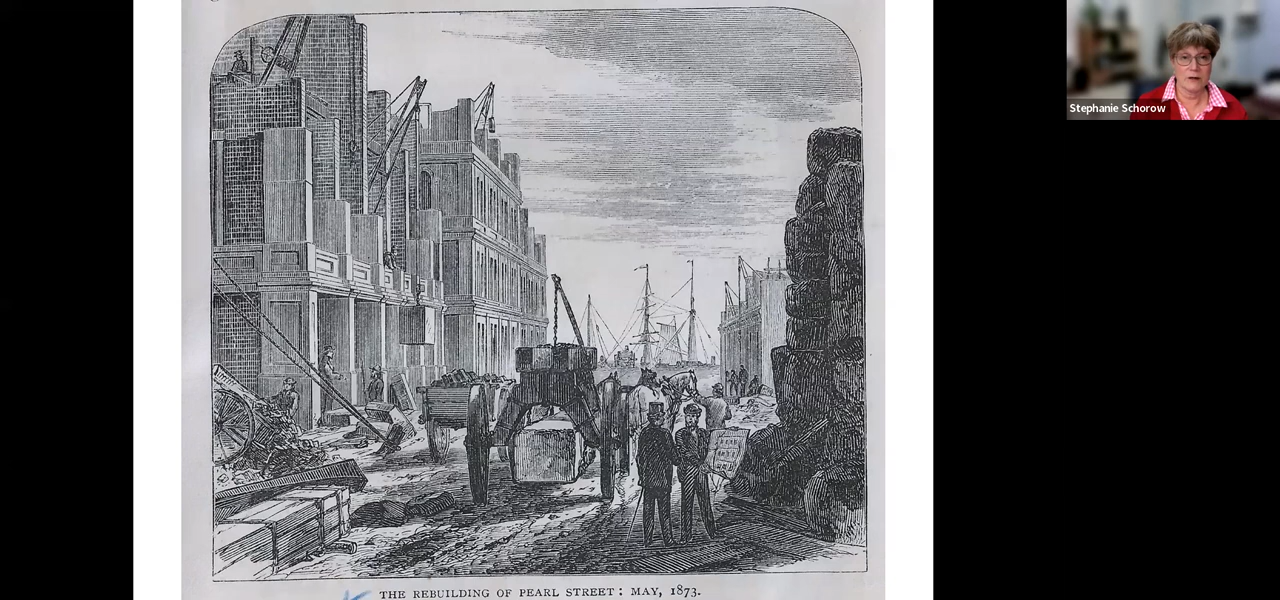 Stephanie Schorow
THE REBUILDING OF PEARL STREET: MAY, 1873.